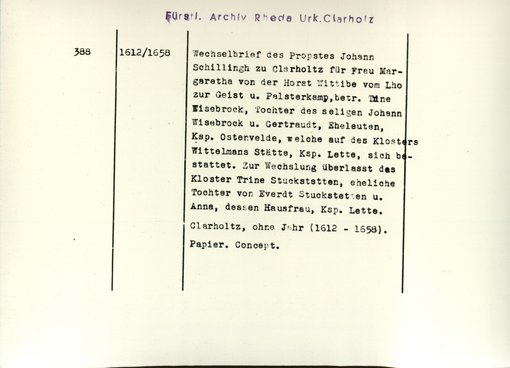 Fürstl. Archiv Rheda Urk.Clarholz
388 1612/1658 Wechselbrief des Propstes Johann
Schillingh zu Clarholtz für Frau Mar-
garetha von der Horst Wittibe vom Lho
zur Geist u. Palsterkamp,betr. Trine
Wisebrock, Tochter des seligen Johann
Wisebrock u. Gertraudt, Eheleuten,
Ksp. Ostenvelde, welche auf des Klosters
Wittelmans Stätte, Ksp. Lette, sich be-
stattet. Zur Wechslung überlasst das
Kloster Trine Stuckstetten, eheliche
Tochter von Everdt Stuckstetten u.
Anna, dessen Hausfrau, Ksp. Lette.
Clarholtz, ohne Jahr (1612 - 1658).
Papier. Concept.